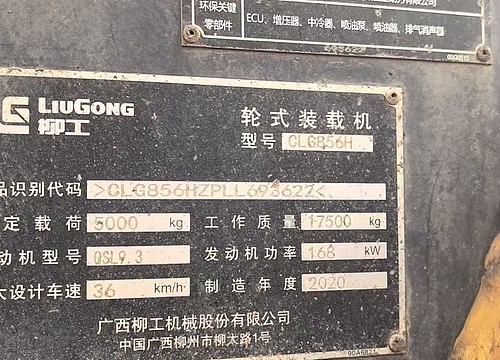 环保关键
零部件
ECU、增压器、中冷器、喷油泵、喷油器、排气消声器
693622
LIUGONG
柳工
轮式装载机
型号 CLG856H
品识别代码 >CLG856HZPLL693622<
定载荷 5000 kg 工作质量 17500 kg
动机型号 QSL9.3 发动机功率 168 kW
大设计车速 36 km/h 制造年度 2020
广西柳工机械股份有限公司
中国广西柳州市柳太路1号